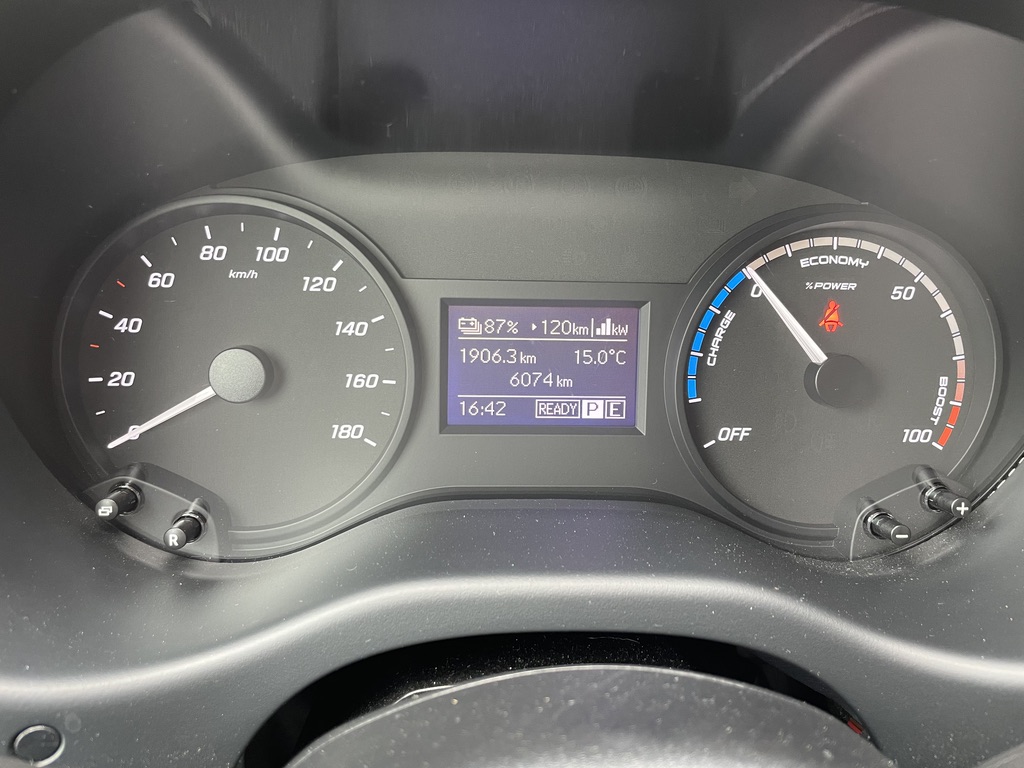 80
100
km/h
60
120
40
140
20
160
0
180
R
87% 120km kW
1906.3 km 15.0°C
6074 km
16:42 READY P E
ECONOMY
0
% POWER
50
CHARGE
BOOST
OFF
100
+
−